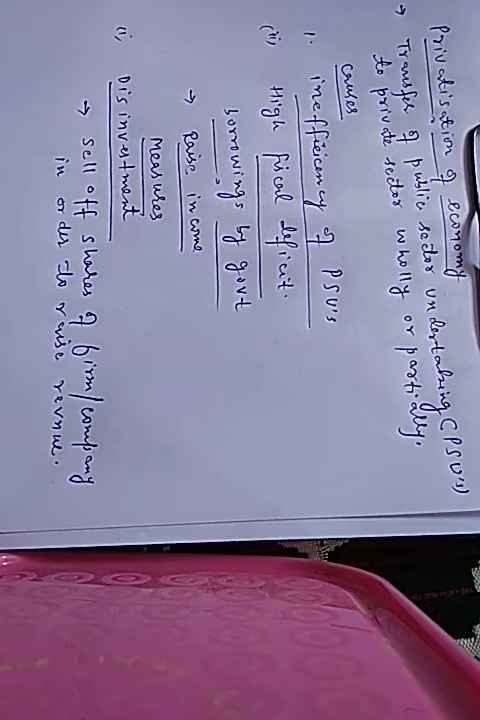 Privatisation of economy
→ Transfer of public sector undertaking (PSU's)
to private sector wholly or partially.
causes
1. inefficiency of PSU's
(ii) High fiscal deficit.
borrowings by govt
→ Raise income
Measures
(i) Disinvestment
→ Sell off shares of firm/company
in order to raise revnue.